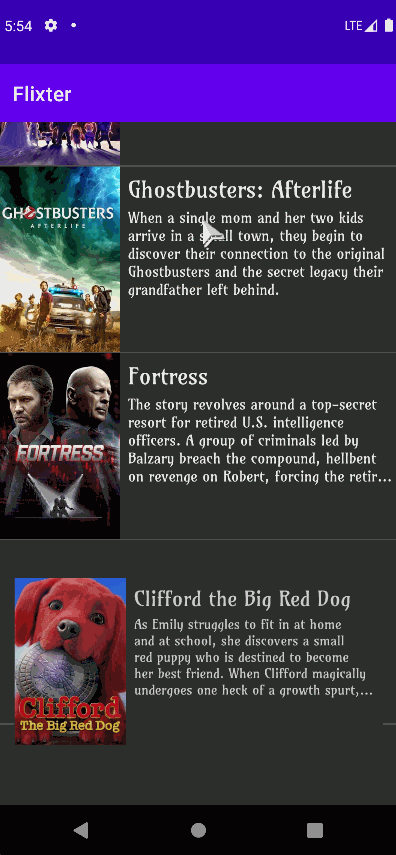 5:54
LTE
Flixter
GHOSTBUSTERS
AFTERLIFE
Ghostbusters: Afterlife
When a single mom and her two kids
arrive in a small town, they begin to
discover their connection to the original
Ghostbusters and the secret legacy their
grandfather left behind.
FORTRESS
Fortress
The story revolves around a top-secret
resort for retired U.S. intelligence
officers. A group of criminals led by
Balzary breach the compound, hellbent
on revenge on Robert, forcing the retir...
Clifford
The Big Red Dog
Clifford the Big Red Dog
As Emily struggles to fit in at home
and at school, she discovers a small
red puppy who is destined to become
her best friend. When Clifford magically
undergoes one heck of a growth spurt,...